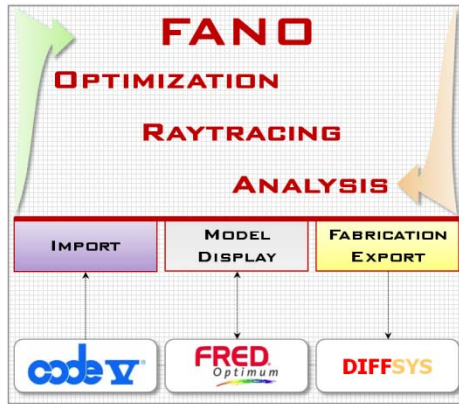 FANO
OPTIMIZATION
RAYTRACING
ANALYSIS
IMPORT
MODEL
DISPLAY
FABRICATION
EXPORT
code V®
FRED®
Optimum
DIFFSYS